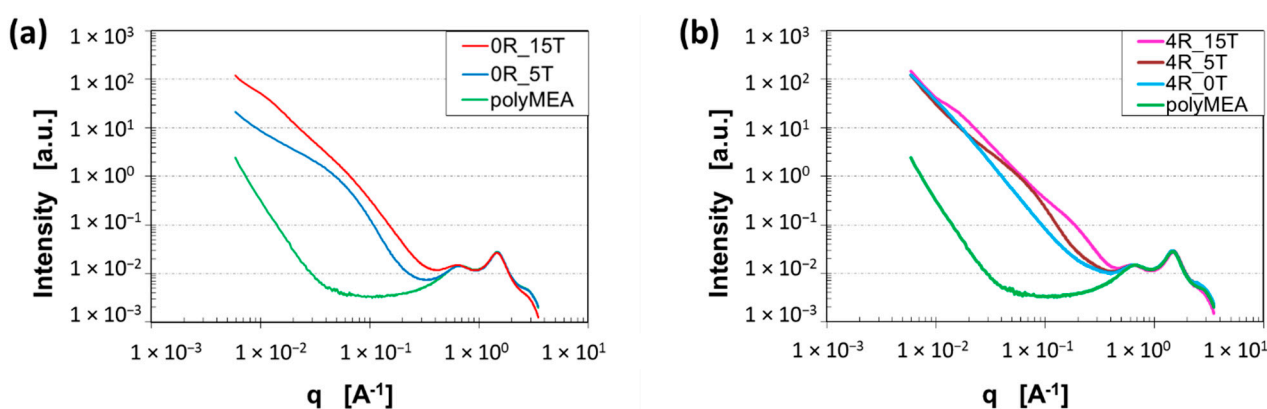 (a)
1 × 10³
1 × 10²
1 × 10¹
1 × 10⁰
1 × 10⁻¹
1 × 10⁻²
1 × 10⁻³
Intensity [a.u.]
0R_15T
0R_5T
polyMEA
1 × 10⁻³
1 × 10⁻²
1 × 10⁻¹
1 × 10⁰
1 × 10¹
q [A⁻¹]
(b)
1 × 10³
1 × 10²
1 × 10¹
1 × 10⁰
1 × 10⁻¹
1 × 10⁻²
1 × 10⁻³
Intensity [a.u.]
4R_15T
4R_5T
4R_0T
polyMEA
1 × 10⁻³
1 × 10⁻²
1 × 10⁻¹
1 × 10⁰
1 × 10¹
q [A⁻¹]